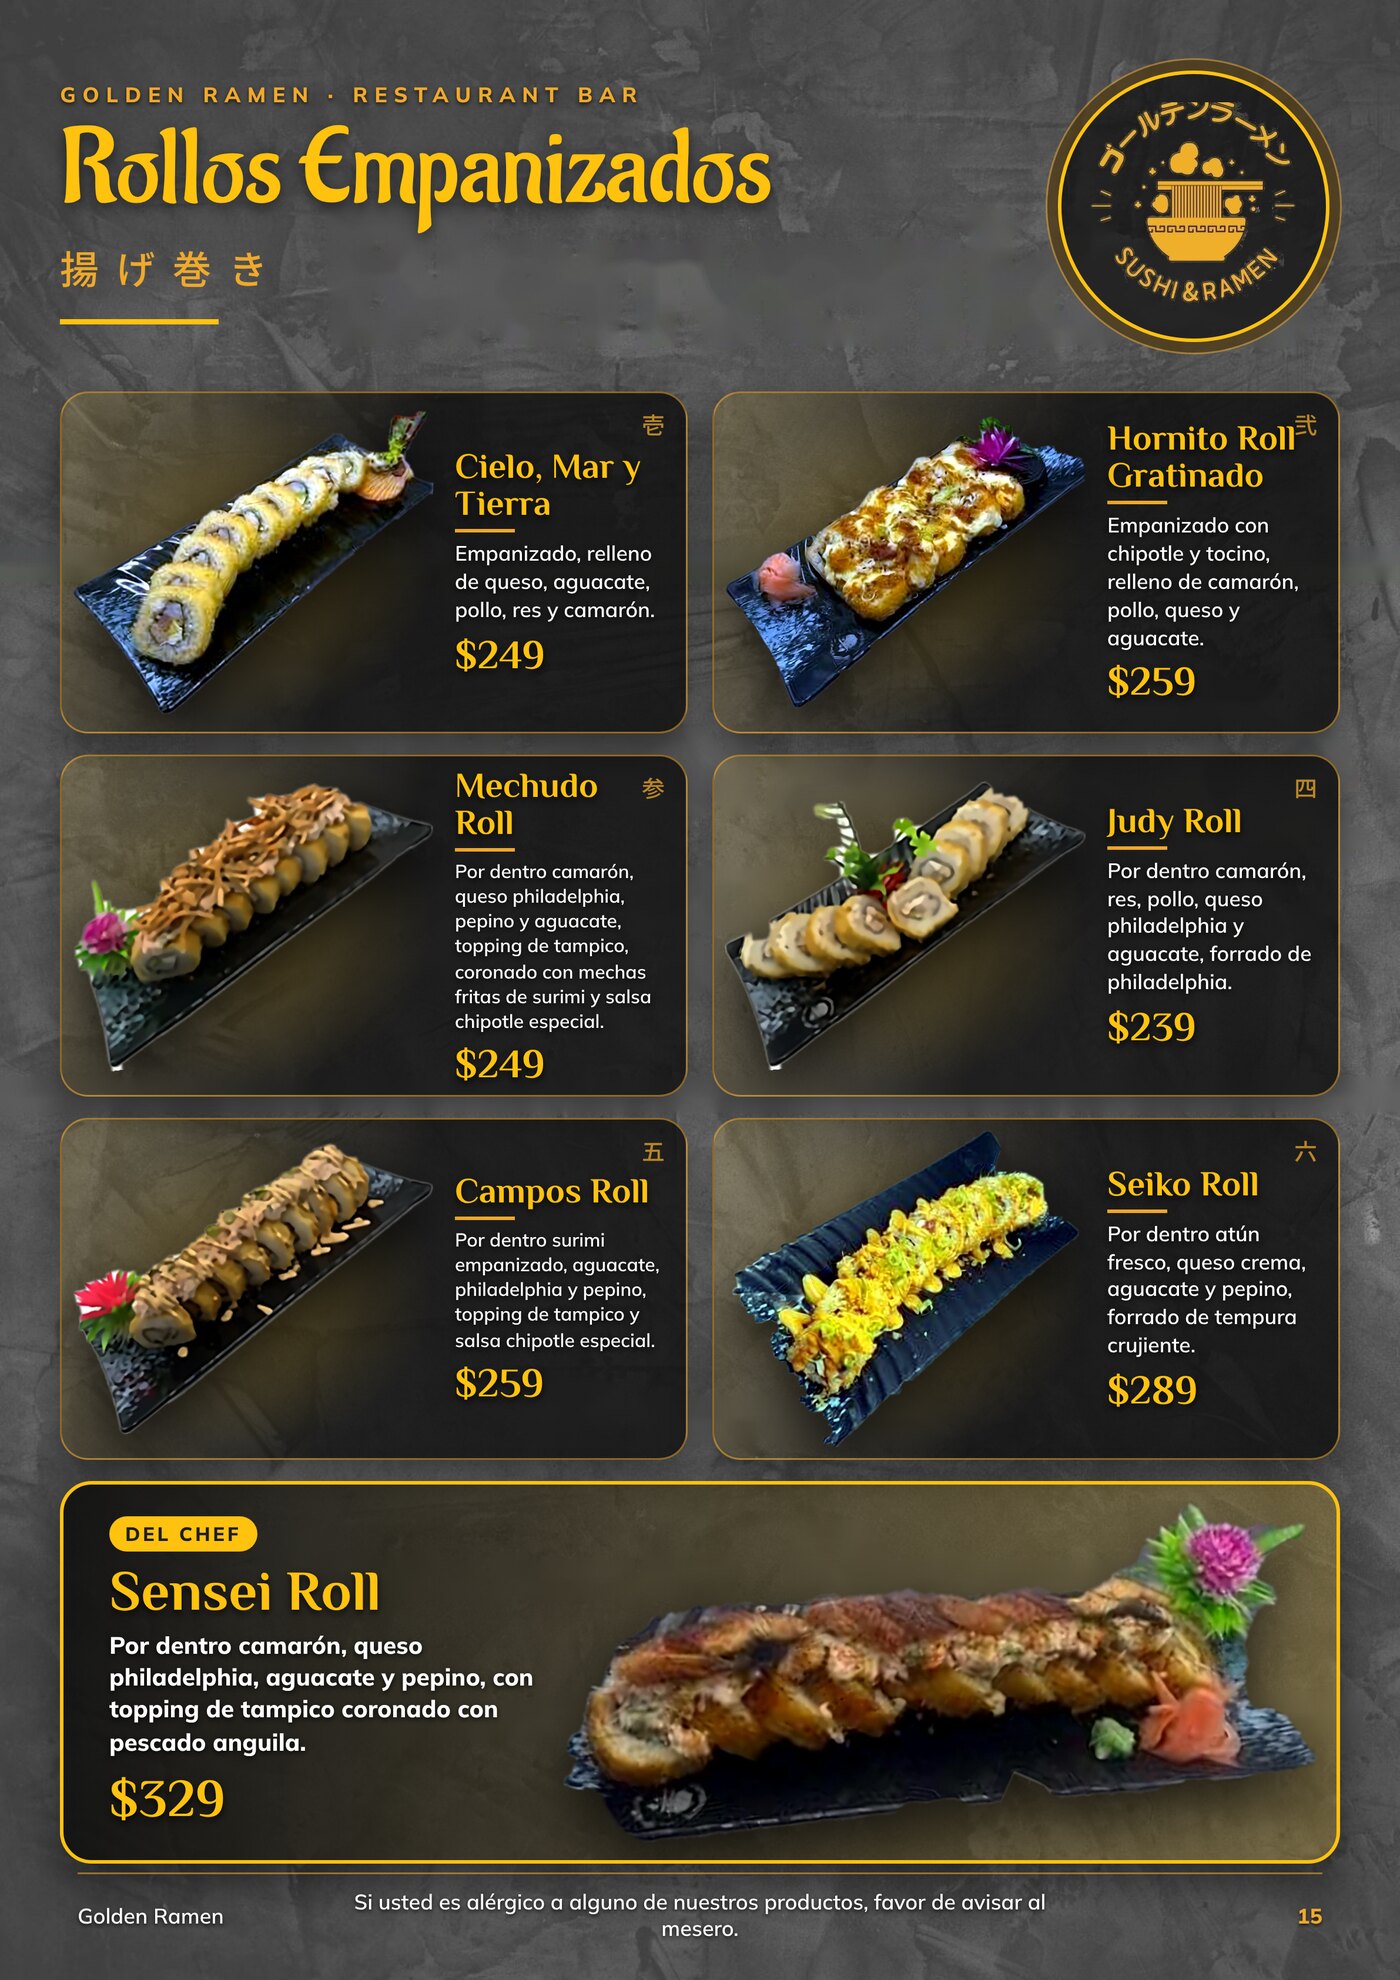 GOLDEN RAMEN · RESTAURANT BAR
Rollos Empanizados
揚げ巻き
ゴールデンラーメン
SUSHI & RAMEN
壱
Cielo, Mar y
Tierra
Empanizado, relleno
de queso, aguacate,
pollo, res y camarón.
$249
弐
Hornito Roll
Gratinado
Empanizado con
chipotle y tocino,
relleno de camarón,
pollo, queso y
aguacate.
$259
参
Mechudo
Roll
Por dentro camarón,
queso philadelphia,
pepino y aguacate,
topping de tampico,
coronado con mechas
fritas de surimi y salsa
chipotle especial.
$249
四
Judy Roll
Por dentro camarón,
res, pollo, queso
philadelphia y
aguacate, forrado de
philadelphia.
$239
五
Campos Roll
Por dentro surimi
empanizado, aguacate,
philadelphia y pepino,
topping de tampico y
salsa chipotle especial.
$259
六
Seiko Roll
Por dentro atún
fresco, queso crema,
aguacate y pepino,
forrado de tempura
crujiente.
$289
DEL CHEF
Sensei Roll
Por dentro camarón, queso
philadelphia, aguacate y pepino, con
topping de tampico coronado con
pescado anguila.
$329
Golden Ramen
Si usted es alérgico a alguno de nuestros productos, favor de avisar al
mesero.
15